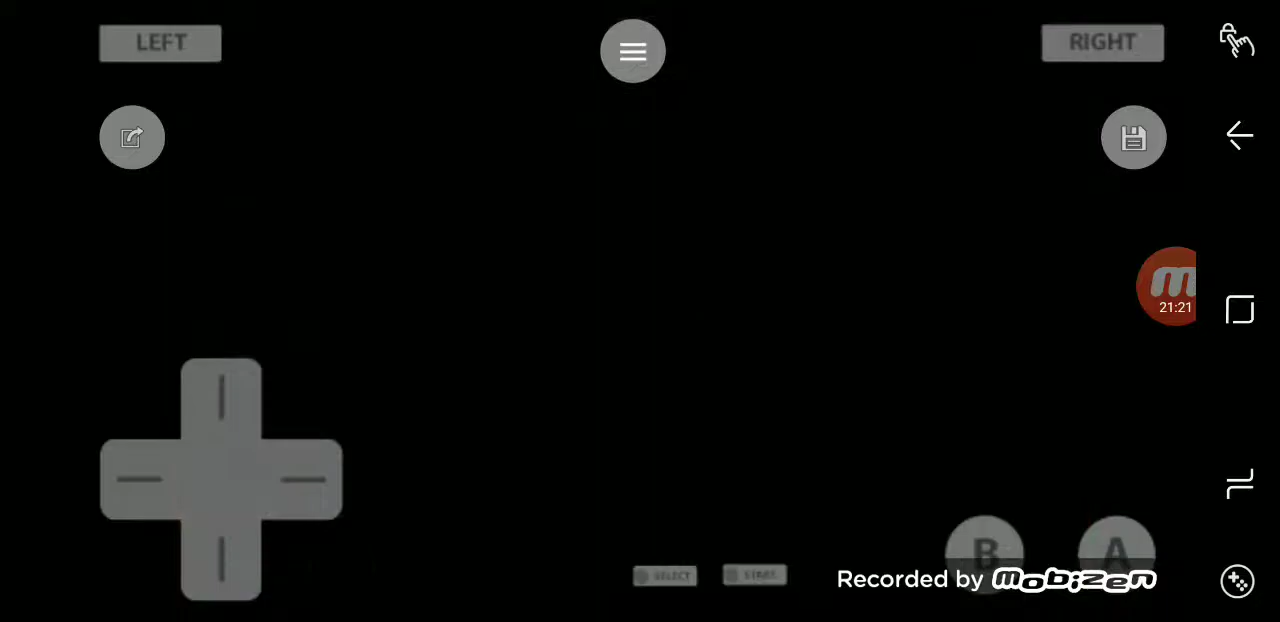 LEFT
RIGHT
21:21
B
A
SELECT
START
Recorded by mobizen